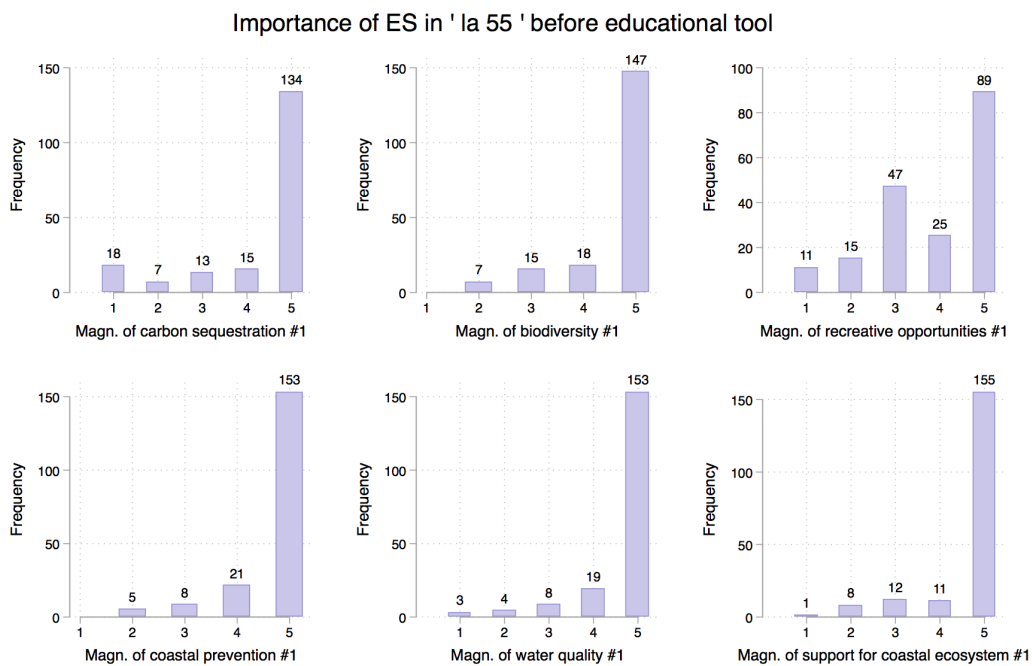 Importance of ES in ' la 55 ' before educational tool
Frequency
150
100
50
0
18
7
13
15
134
1 2 3 4 5
Magn. of carbon sequestration #1
Frequency
150
100
50
0
7
15
18
147
1 2 3 4 5
Magn. of biodiversity #1
Frequency
100
80
60
40
20
0
11
15
47
25
89
1 2 3 4 5
Magn. of recreative opportunities #1
Frequency
150
100
50
0
5
8
21
153
1 2 3 4 5
Magn. of coastal prevention #1
Frequency
150
100
50
0
3
4
8
19
153
1 2 3 4 5
Magn. of water quality #1
Frequency
150
100
50
0
1
8
12
11
155
1 2 3 4 5
Magn. of support for coastal ecosystem #1